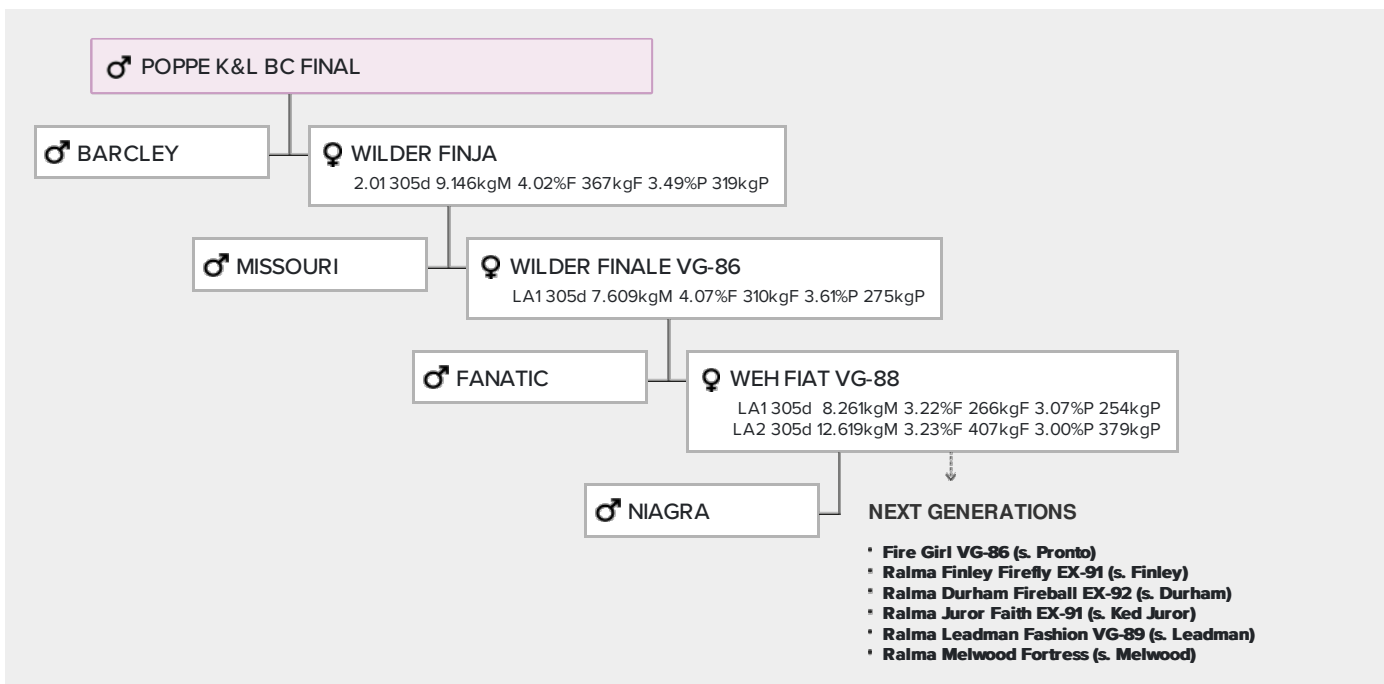 ♂ POPPE K&L BC FINAL
♂ BARCLEY
♀ WILDER FINJA
2.01 305d 9.146kgM 4.02%F 367kgF 3.49%P 319kgP
♂ MISSOURI
♀ WILDER FINALE VG-86
LA1 305d 7.609kgM 4.07%F 310kgF 3.61%P 275kgP
♂ FANATIC
♀ WEH FIAT VG-88
LA1 305d 8.261kgM 3.22%F 266kgF 3.07%P 254kgP
LA2 305d 12.619kgM 3.23%F 407kgF 3.00%P 379kgP
♂ NIAGRA
NEXT GENERATIONS
• Fire Girl VG-86 (s. Pronto)
• Ralma Finley Firefly EX-91 (s. Finley)
• Ralma Durham Fireball EX-92 (s. Durham)
• Ralma Juror Faith EX-91 (s. Ked Juror)
• Ralma Leadman Fashion VG-89 (s. Leadman)
• Ralma Melwood Fortress (s. Melwood)